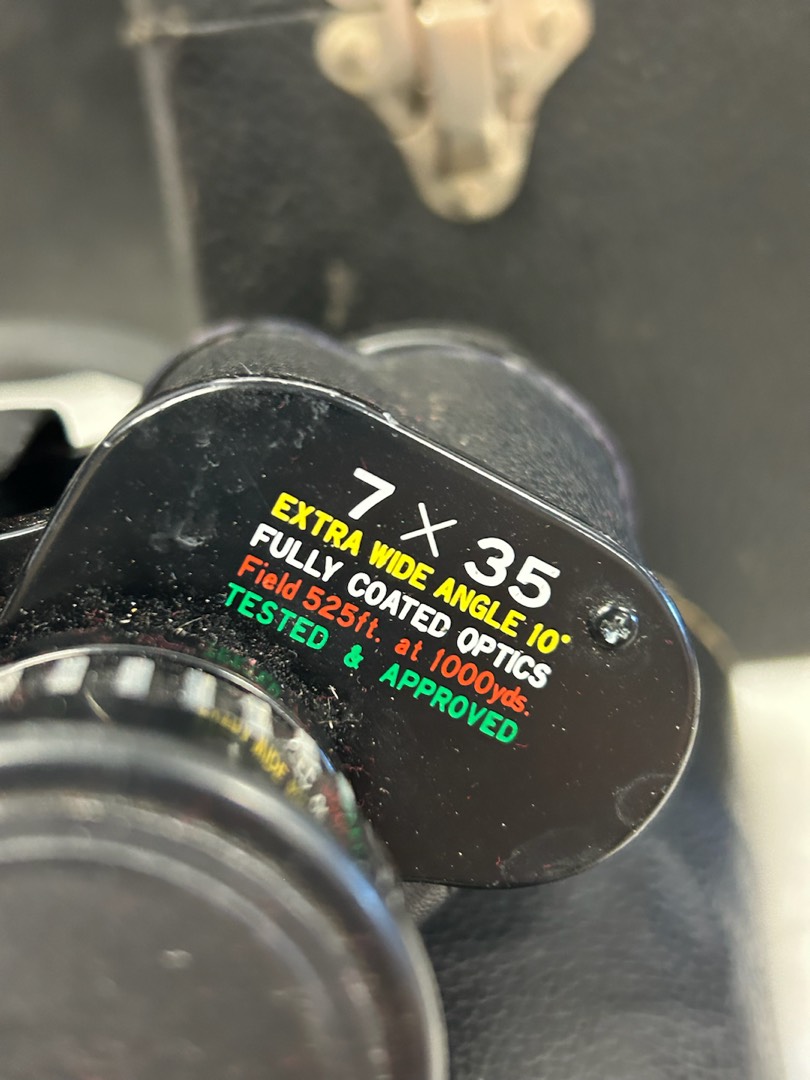 7 X 35
EXTRA WIDE ANGLE 10°
FULLY COATED OPTICS
Field 525ft. at 1000yds.
TESTED & APPROVED